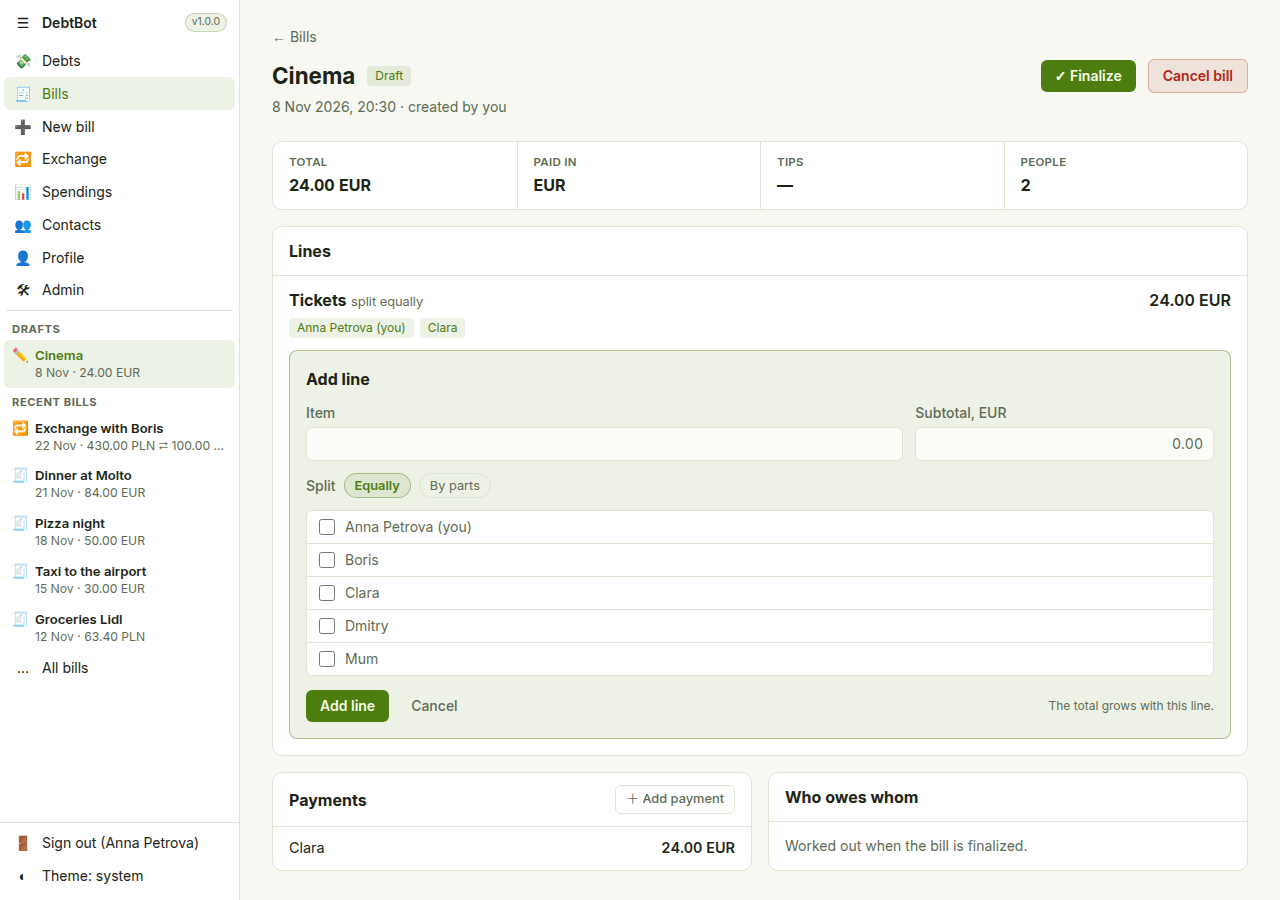 ☰ DebtBot v1.0.0
Debts
Bills
New bill
Exchange
Spendings
Contacts
Profile
Admin
DRAFTS
Cinema
8 Nov · 24.00 EUR
RECENT BILLS
Exchange with Boris
22 Nov · 430.00 PLN ⇄ 100.00 ...
Dinner at Molto
21 Nov · 84.00 EUR
Pizza night
18 Nov · 50.00 EUR
Taxi to the airport
15 Nov · 30.00 EUR
Groceries Lidl
12 Nov · 63.40 PLN
... All bills
Sign out (Anna Petrova)
Theme: system
← Bills
Cinema Draft
✓ Finalize Cancel bill
8 Nov 2026, 20:30 · created by you
TOTAL PAID IN TIPS PEOPLE
24.00 EUR EUR — 2
Lines
Tickets split equally 24.00 EUR
Anna Petrova (you) Clara
Add line
Item Subtotal, EUR
0.00
Split Equally By parts
Anna Petrova (you)
Boris
Clara
Dmitry
Mum
Add line Cancel The total grows with this line.
Payments + Add payment
Clara 24.00 EUR
Who owes whom
Worked out when the bill is finalized.